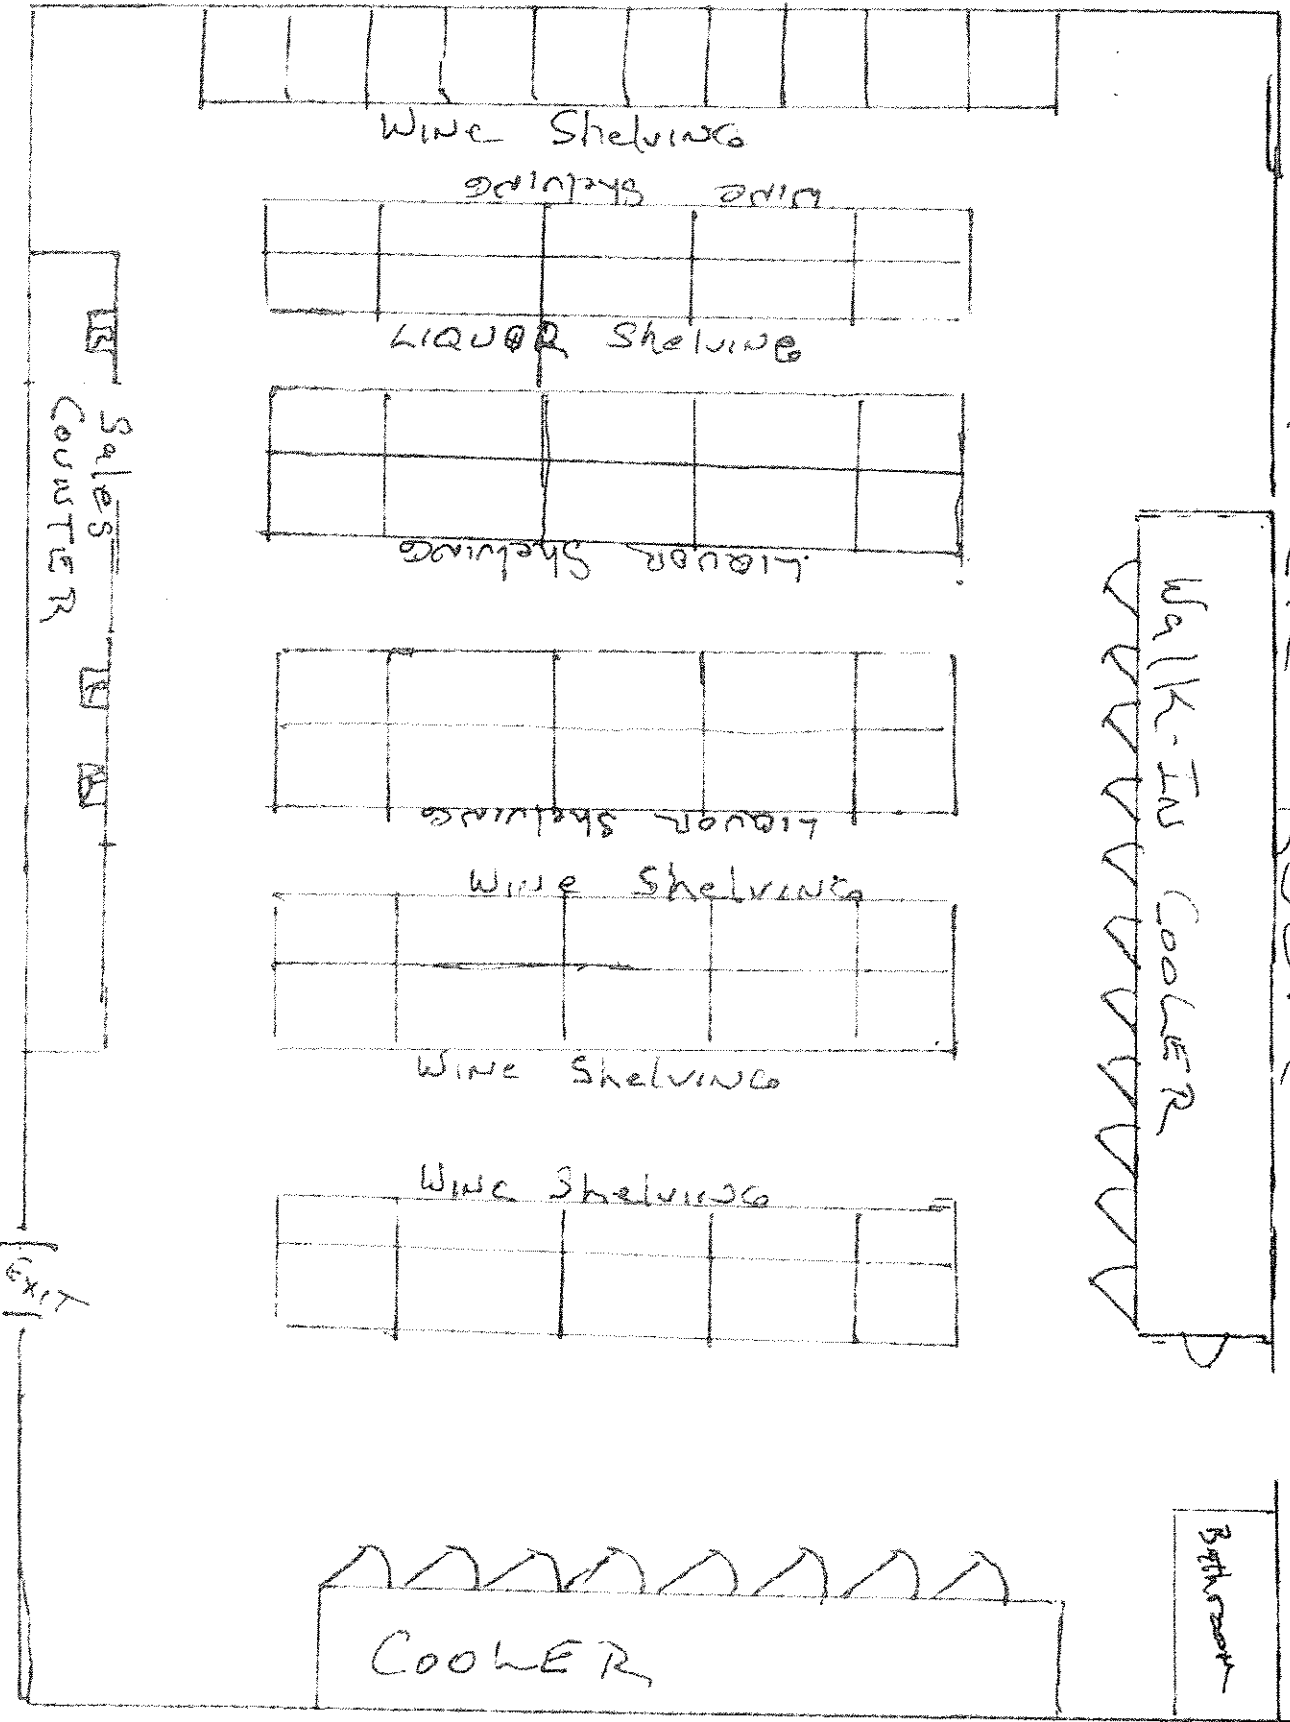 Wine Shelving
Wine Shelving
Liquor Shelving
R
Sales
Counter
Liquor Shelving
R
R
Liquor Shelving
Wine Shelving
Wine Shelving
Wine Shelving
Walk-In Cooler
Exit
Cooler
Bathroom